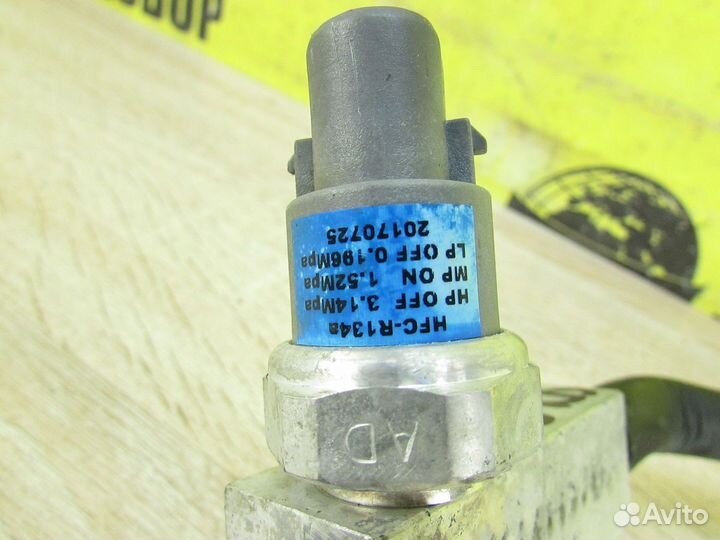 HFC-R134a
HP OFF 3.14Mpa
MP ON 1.52Mpa
LP OFF 0.196Mpa
20170725
AD
Avito